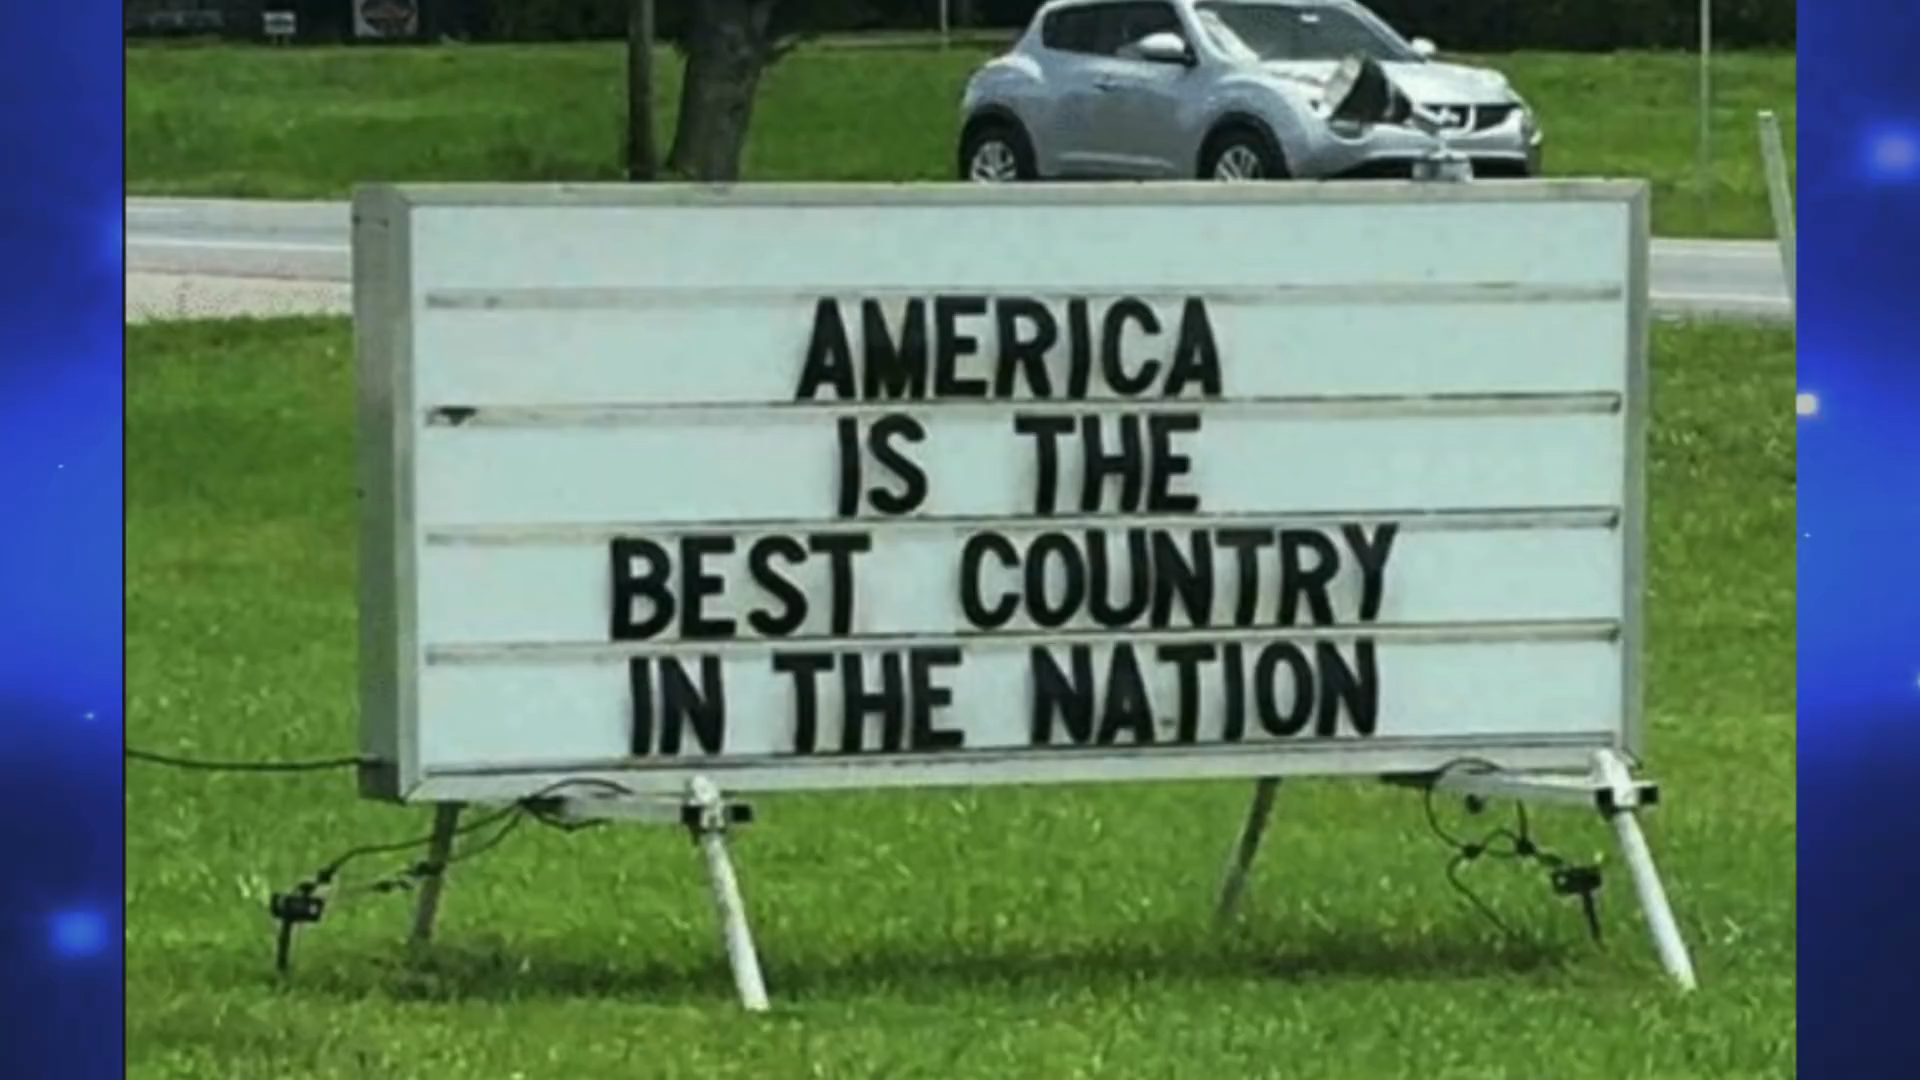 AMERICA
IS THE
BEST COUNTRY
IN THE NATION